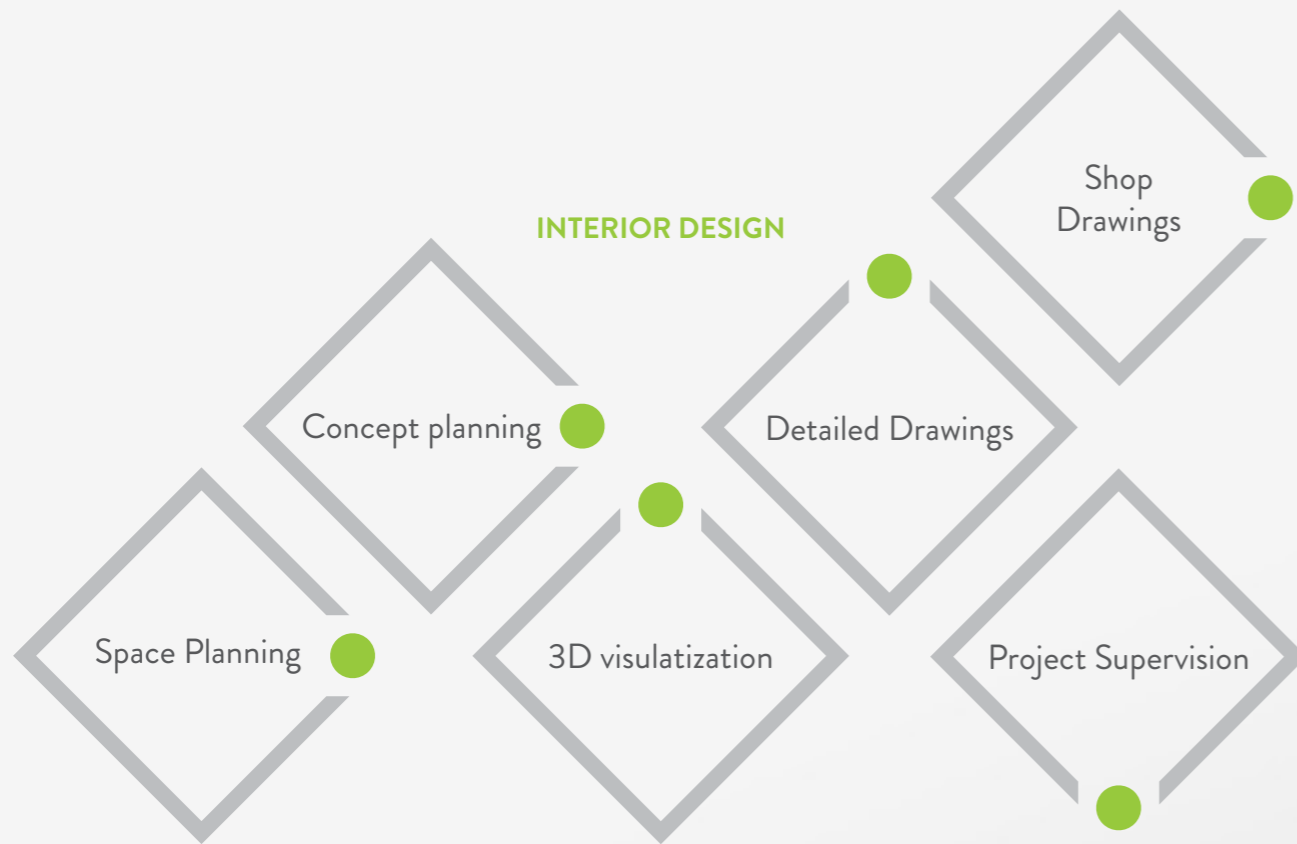 Shop
Drawings
INTERIOR DESIGN
Concept planning
Detailed Drawings
Space Planning
3D visulatization
Project Supervision